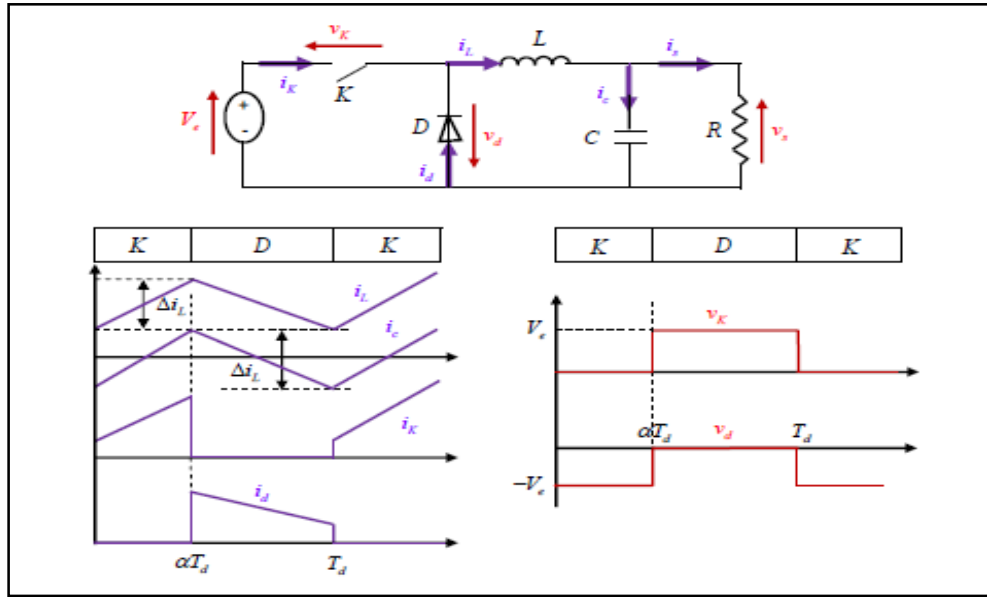 v_K
i_L
L
i_s
i_K
K
i_c
V_e
+
-
D
v_d
C
R
v_s
i_d
K D K
K D K
Δi_L
i_L
i_c
V_e
v_K
Δi_L
i_K
αT_d
v_d
T_d
-V_e
i_d
αT_d
T_d